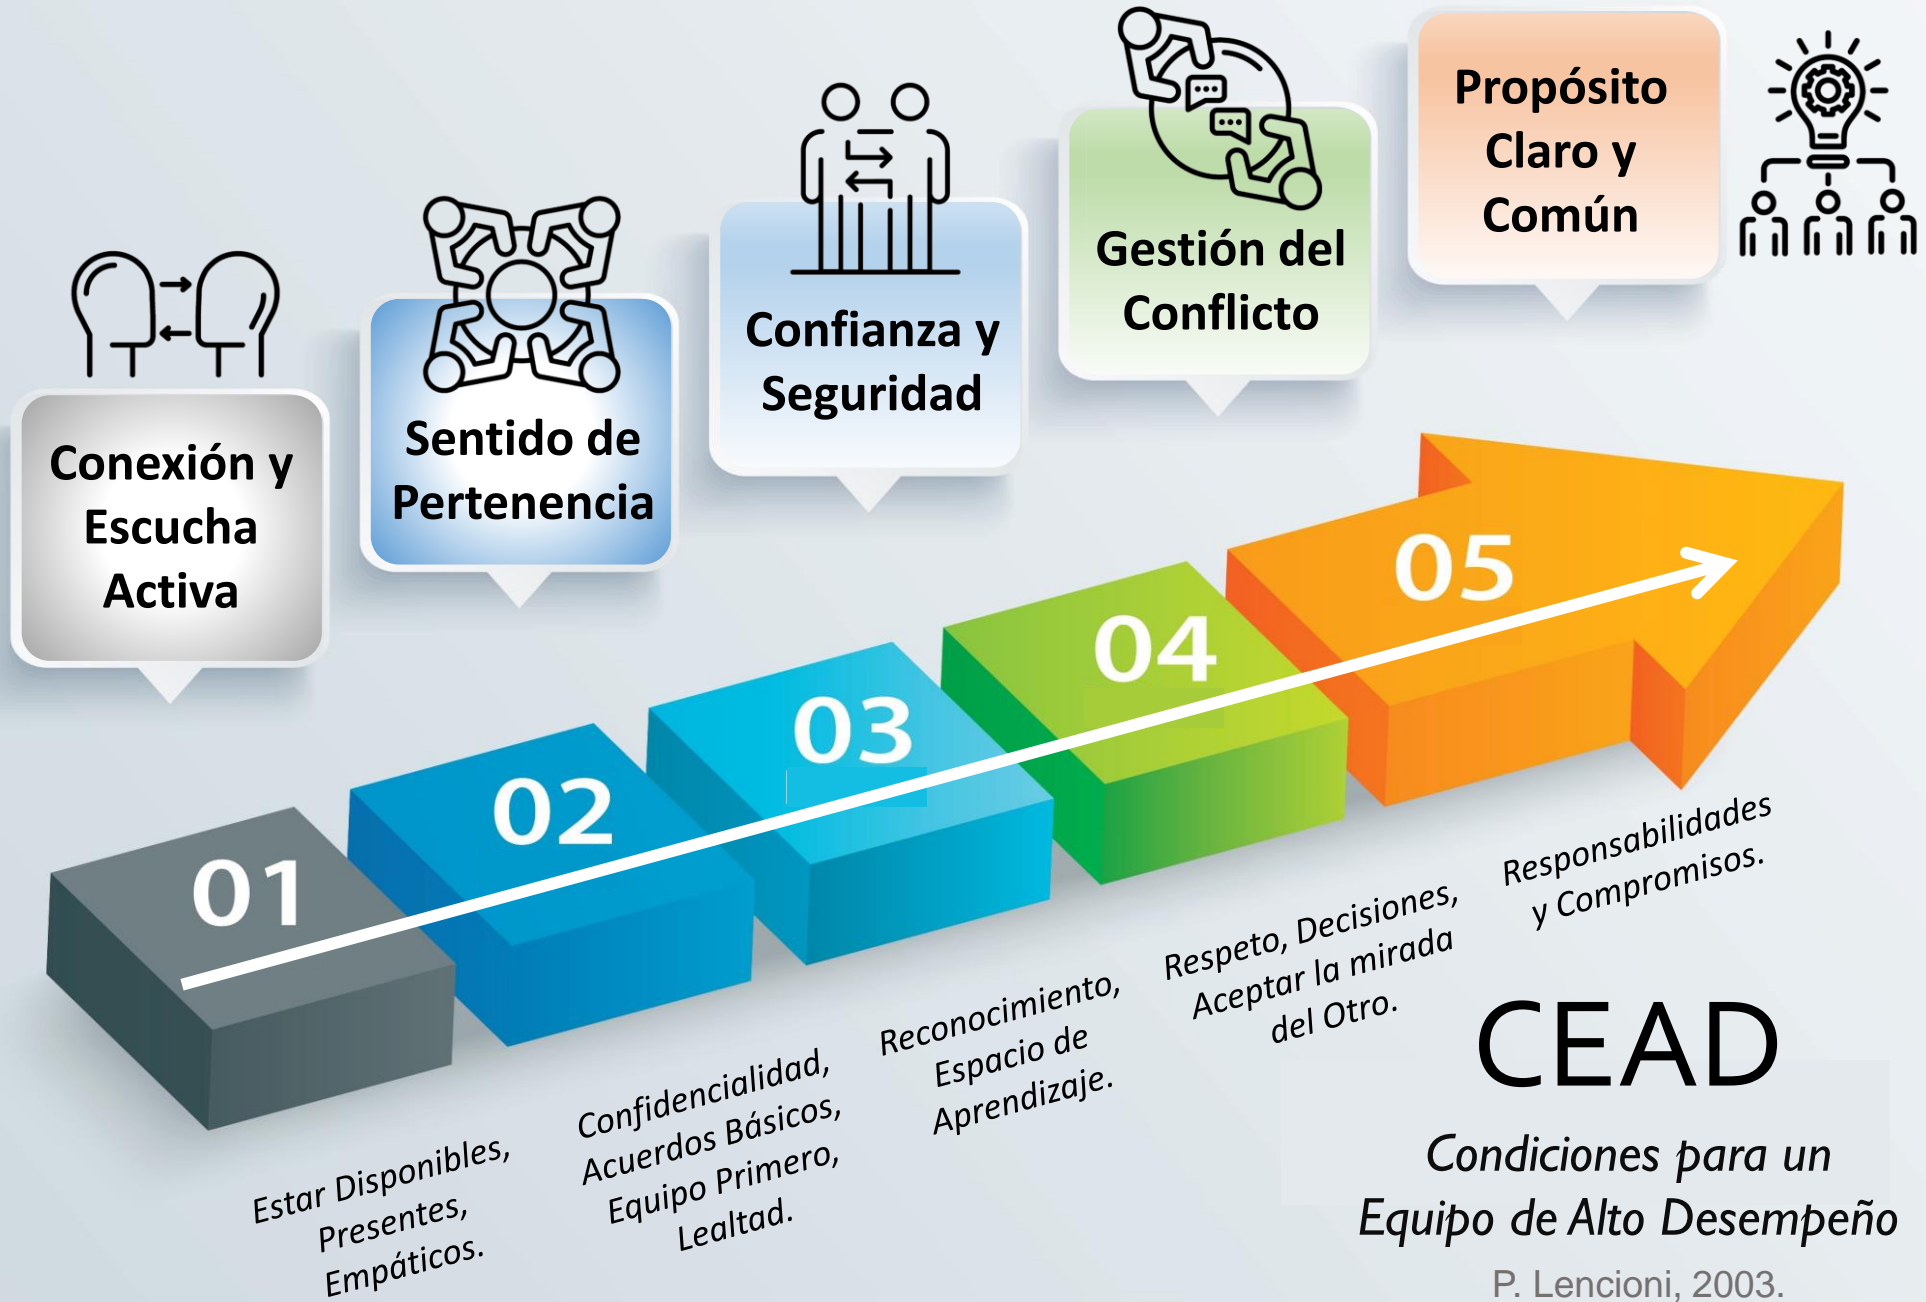 Conexión y
Escucha
Activa
Sentido de
Pertenencia
Confianza y
Seguridad
Gestión del
Conflicto
Propósito
Claro y
Común
01
02
03
04
05
Estar Disponibles,
Presentes,
Empáticos.
Confidencialidad,
Acuerdos Básicos,
Equipo Primero,
Lealtad.
Reconocimiento,
Espacio de
Aprendizaje.
Respeto, Decisiones,
Aceptar la mirada
del Otro.
Responsabilidades
y Compromisos.
CEAD
Condiciones para un
Equipo de Alto Desempeño
P. Lencioni, 2003.